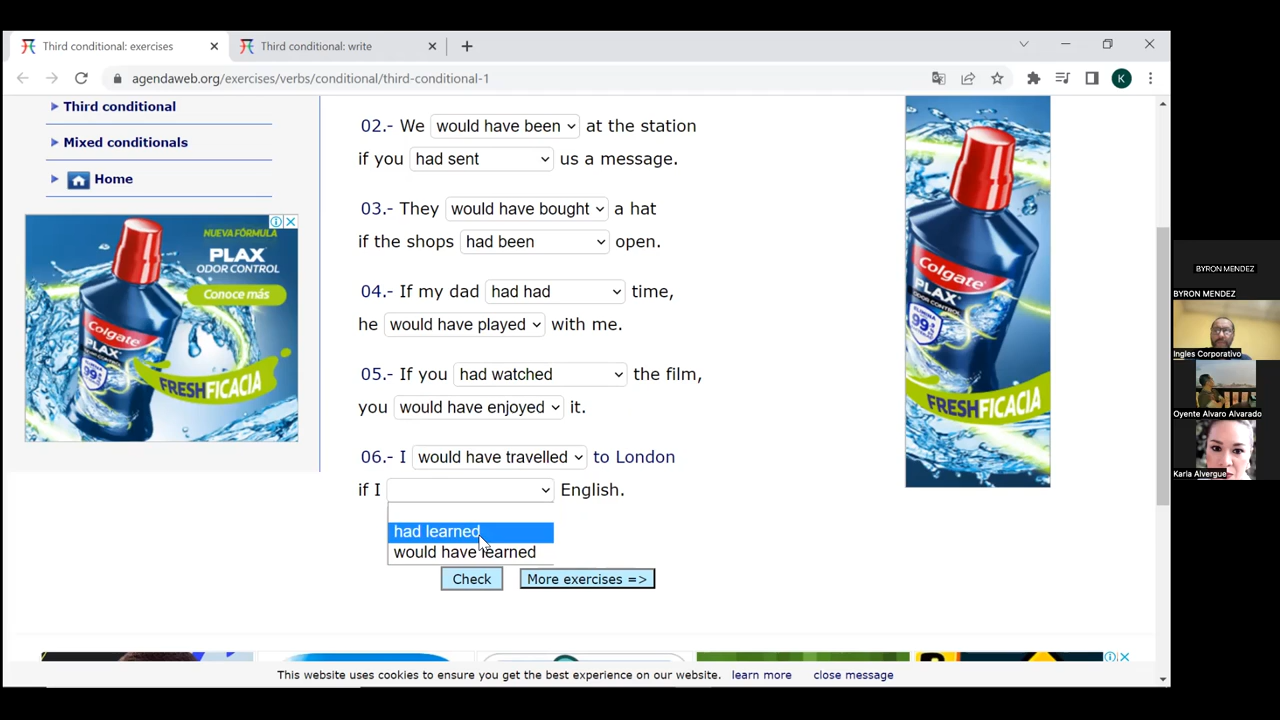 Third conditional: exercises
Third conditional: write
agendaweb.org/exercises/verbs/conditional/third-conditional-1
K
Third conditional
Mixed conditionals
Home
02.- We would have been at the station
if you had sent us a message.
03.- They would have bought a hat
if the shops had been open.
04.- If my dad had had time,
he would have played with me.
05.- If you had watched the film,
you would have enjoyed it.
06.- I would have travelled to London
if I English.
had learned
would have learned
Check
More exercises =>
NUEVA FÓRMULA
PLAX
ODOR CONTROL
Conoce más
Colgate
PLAX
99
FRESHFICACIA
Colgate
PLAX
ELIMINA
99
FRESHFICACIA
This website uses cookies to ensure you get the best experience on our website. learn more close message
BYRON MENDEZ
BYRON MENDEZ
Ingles Corporativo
Oyente Alvaro Alvarado
Karla Alvergue